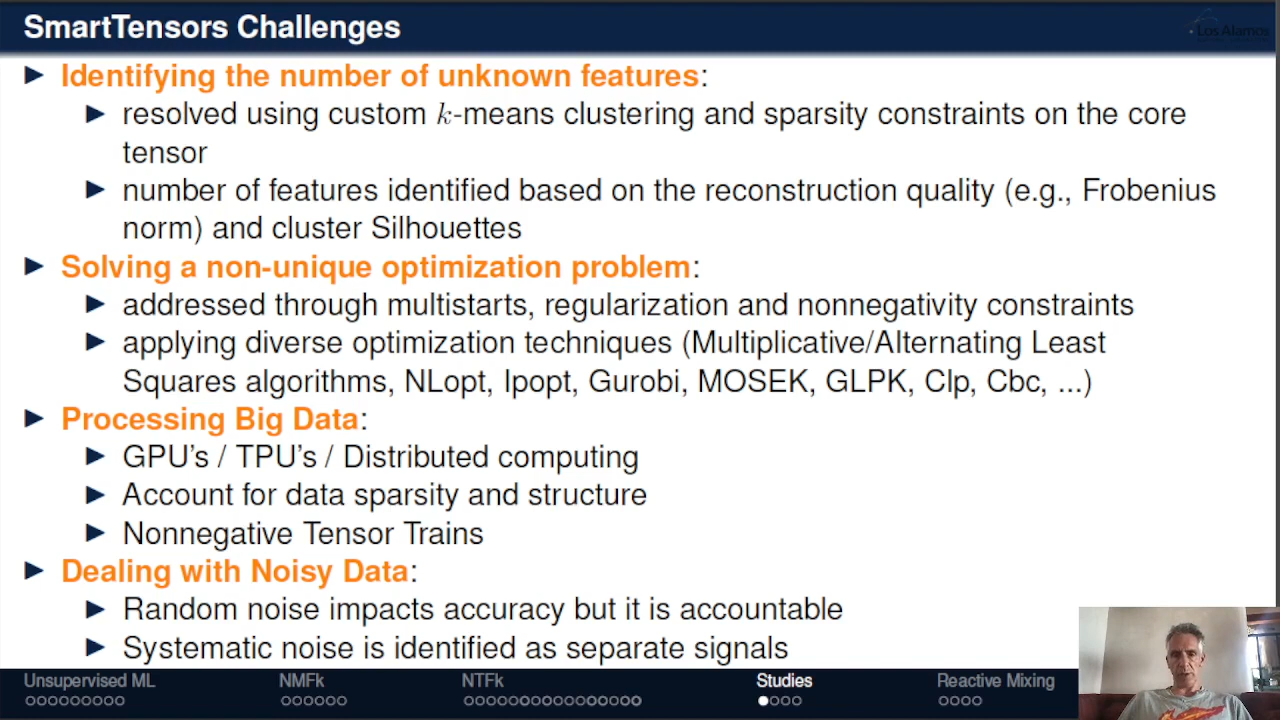 SmartTensors Challenges
Los Alamos
Identifying the number of unknown features:
resolved using custom k-means clustering and sparsity constraints on the core
tensor
number of features identified based on the reconstruction quality (e.g., Frobenius
norm) and cluster Silhouettes
Solving a non-unique optimization problem:
addressed through multistarts, regularization and nonnegativity constraints
applying diverse optimization techniques (Multiplicative/Alternating Least
Squares algorithms, NLopt, Ipopt, Gurobi, MOSEK, GLPK, Clp, Cbc, ...)
Processing Big Data:
GPU's / TPU's / Distributed computing
Account for data sparsity and structure
Nonnegative Tensor Trains
Dealing with Noisy Data:
Random noise impacts accuracy but it is accountable
Systematic noise is identified as separate signals
Unsupervised ML NMFk NTFk Studies Reactive Mixing